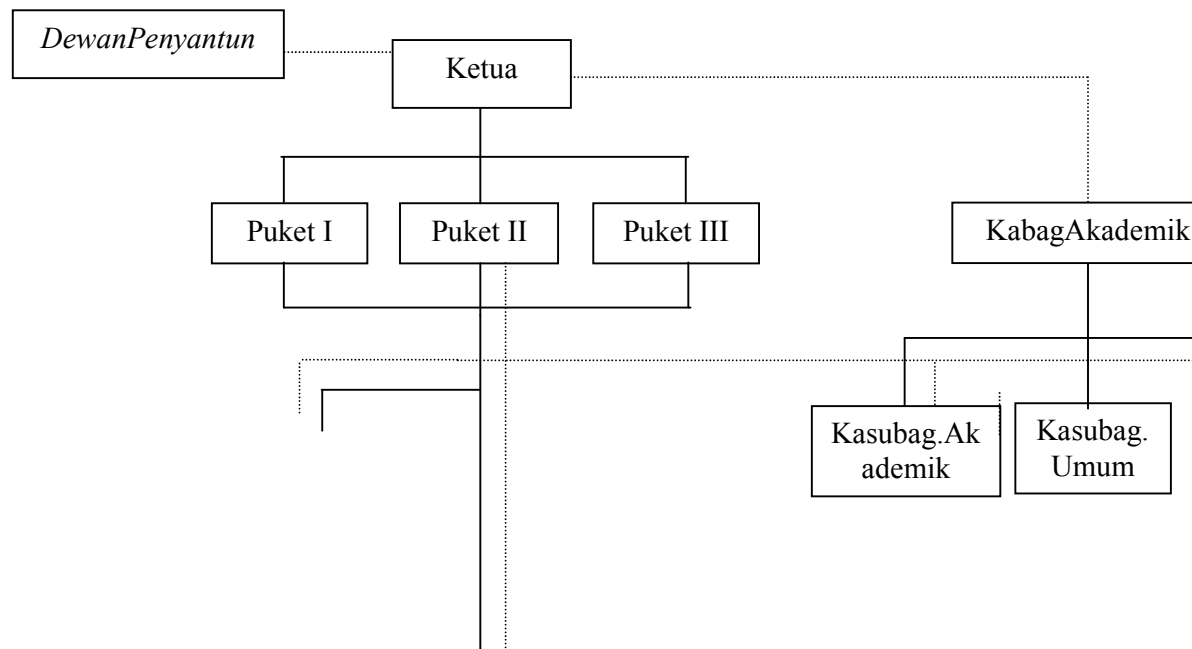 DewanPenyantun
Ketua
Puket I
Puket II
Puket III
KabagAkademik
Kasubag.Ak
ademik
Kasubag.
Umum